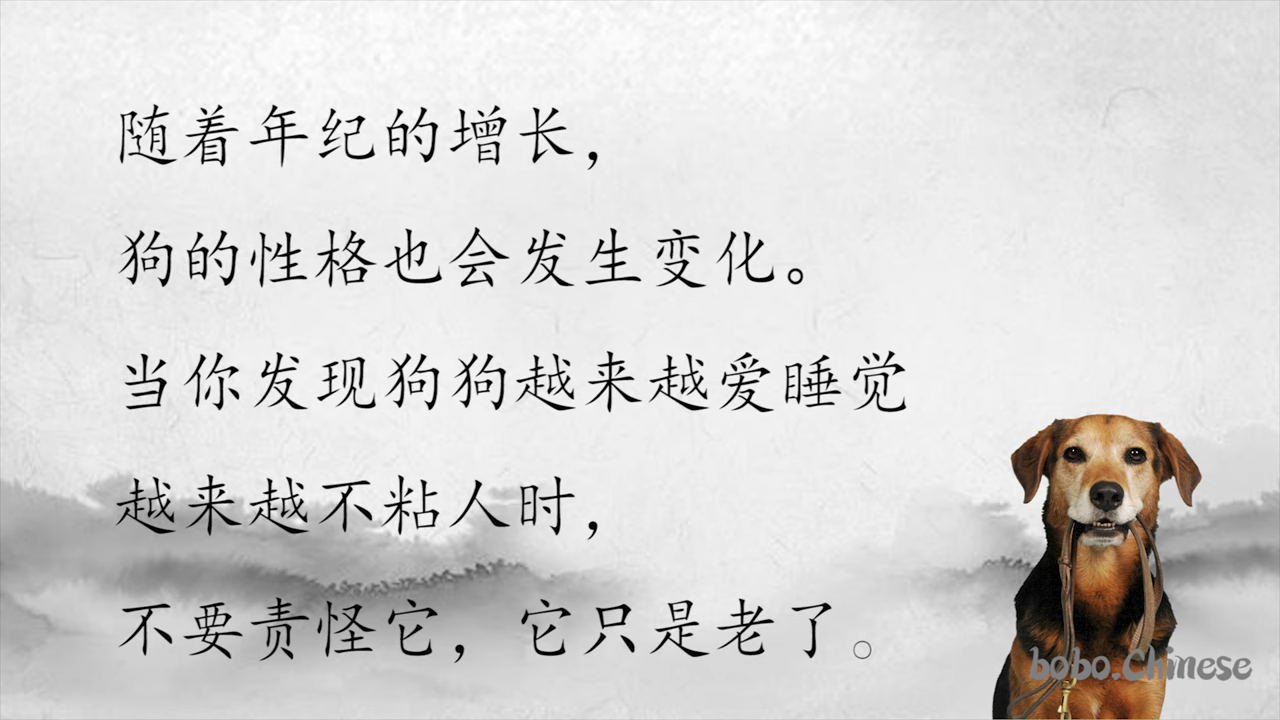 随着年纪的增长，
狗的性格也会发生变化。
当你发现狗狗越来越爱睡觉
越来越不粘人时，
不要责怪它，它只是老了。
bobo.Chinese